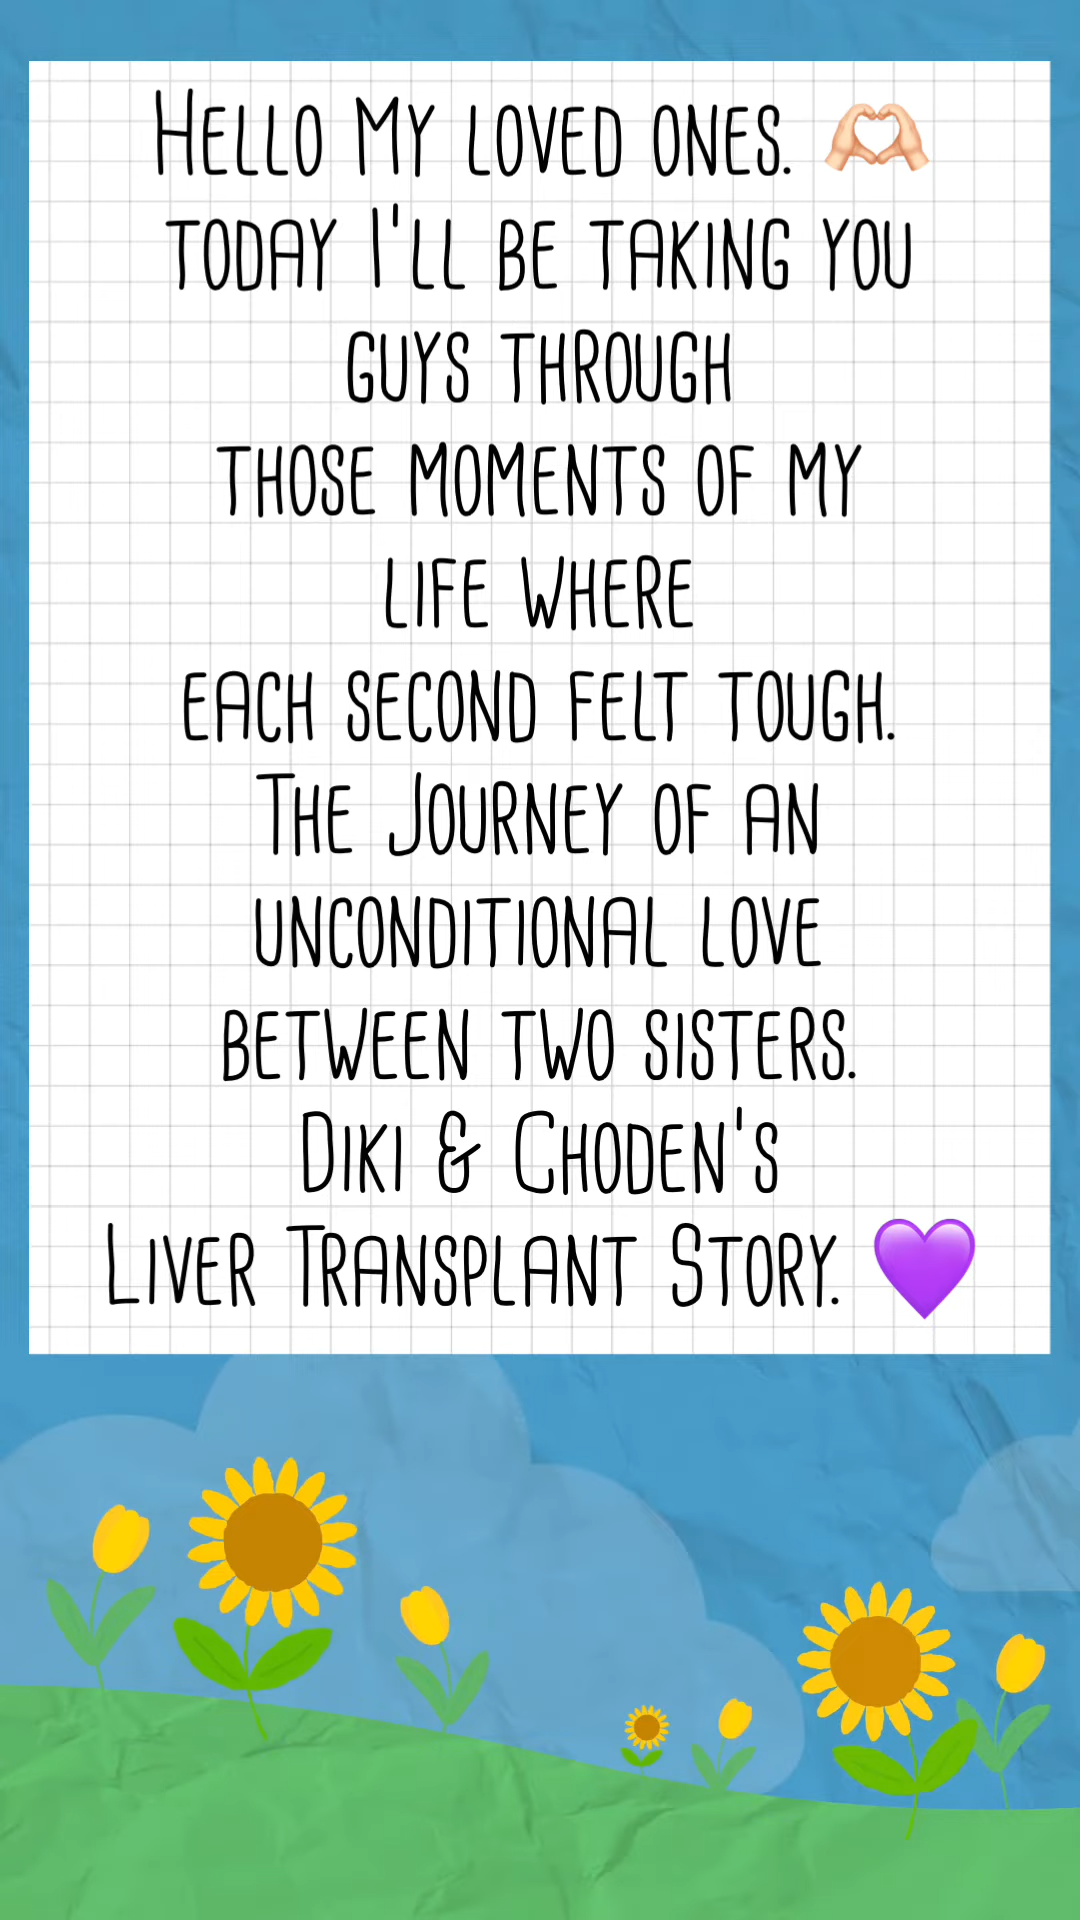 Hello My loved ones. 🫶🏻
today I'll be taking you
guys through
those moments of my
life where
each second felt tough.
The Journey of an
unconditional love
between two sisters.
Diki & Choden's
Liver Transplant Story. 💜